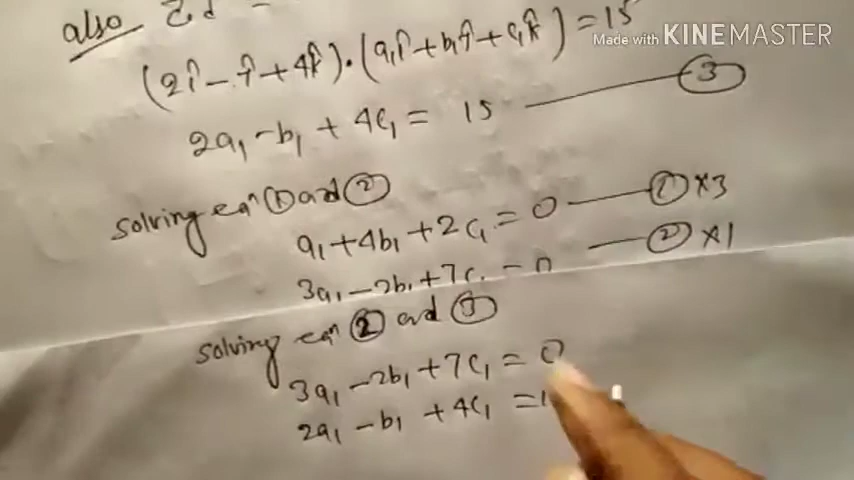 also
Made with KINEMASTER
(2î - ĵ + 4k̂)·(a₁î + b₁ĵ + c₁k̂) = 15
2a₁ - b₁ + 4c₁ = 15 ③
solving eqⁿ ① and ②
a₁ + 4b₁ + 2c₁ = 0 ① ×3
3a₁ - 2b₁ + 7c₁ = 0 ② ×1
solving eqⁿ ② and ③
3a₁ - 2b₁ + 7c₁ = 0
2a₁ - b₁ + 4c₁ = 1